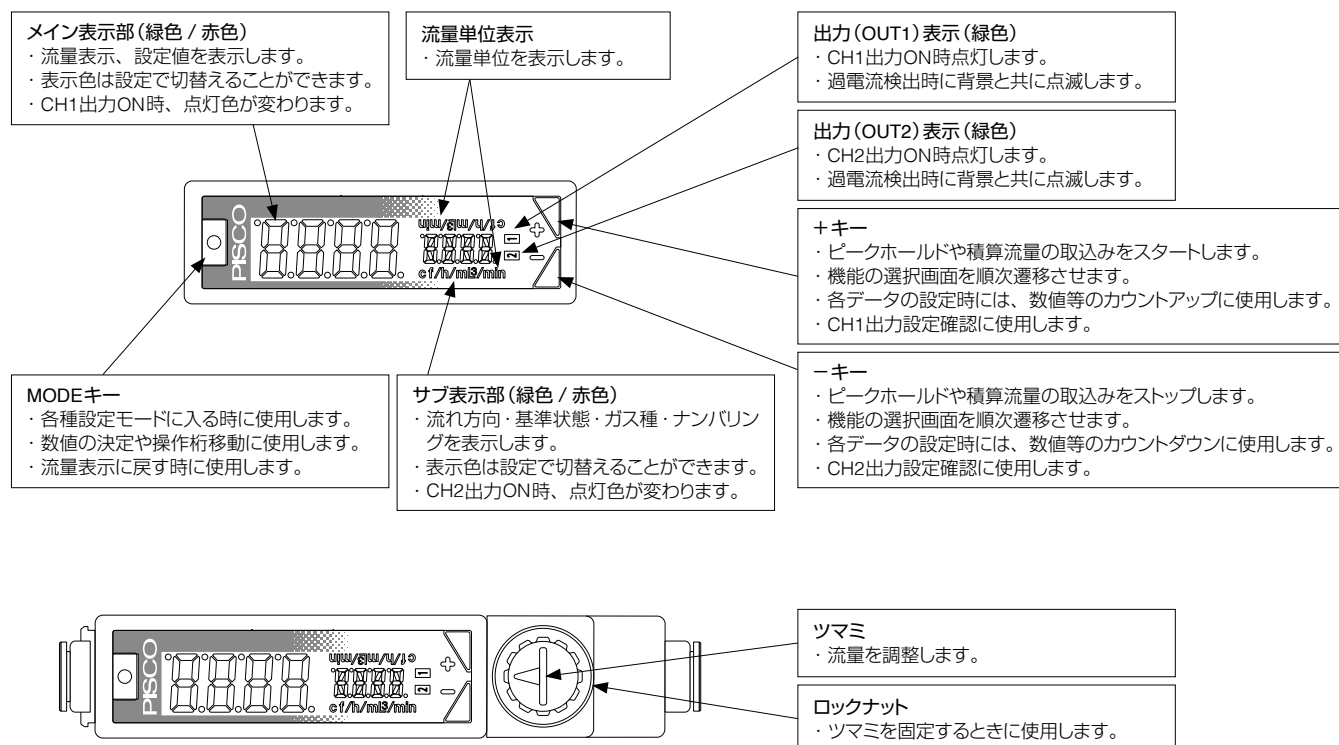 メイン表示部(緑色 / 赤色)
・流量表示、設定値を表示します。
・表示色は設定で切替えることができます。
・CH1出力ON時、点灯色が変わります。
流量単位表示
・流量単位を表示します。
出力(OUT1)表示(緑色)
・CH1出力ON時点灯します。
・過電流検出時に背景と共に点滅します。
出力(OUT2)表示(緑色)
・CH2出力ON時点灯します。
・過電流検出時に背景と共に点滅します。
+キー
・ピークホールドや積算流量の取込みをスタートします。
・機能の選択画面を順次遷移させます。
・各データの設定時には、数値等のカウントアップに使用します。
・CH1出力設定確認に使用します。
−キー
・ピークホールドや積算流量の取込みをストップします。
・機能の選択画面を順次遷移させます。
・各データの設定時には、数値等のカウントダウンに使用します。
・CH2出力設定確認に使用します。
PISCO
1
+
2
−
MODEキー
・各種設定モードに入る時に使用します。
・数値の決定や操作桁移動に使用します。
・流量表示に戻す時に使用します。
サブ表示部(緑色 / 赤色)
・流れ方向・基準状態・ガス種・ナンバリン
グを表示します。
・表示色は設定で切替えることができます。
・CH2出力ON時、点灯色が変わります。
PISCO
1
+
2
−
ツマミ
・流量を調整します。
ロックナット
・ツマミを固定するときに使用します。